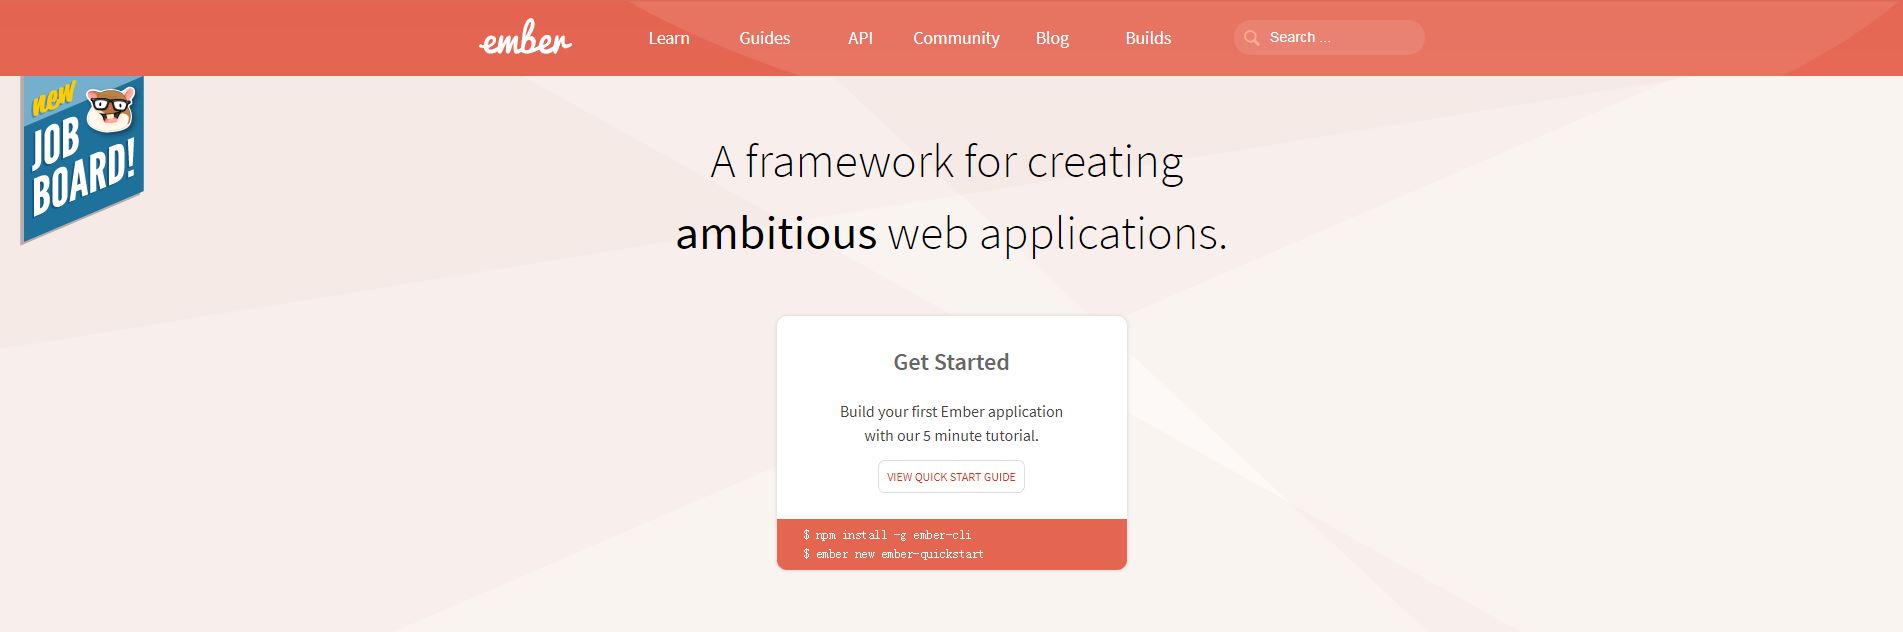 ember
Learn Guides API Community Blog Builds Search ...
new
JOB
BOARD!
A framework for creating
ambitious web applications.
Get Started
Build your first Ember application
with our 5 minute tutorial.
VIEW QUICK START GUIDE
$ npm install -g ember-cli
$ ember new ember-quickstart